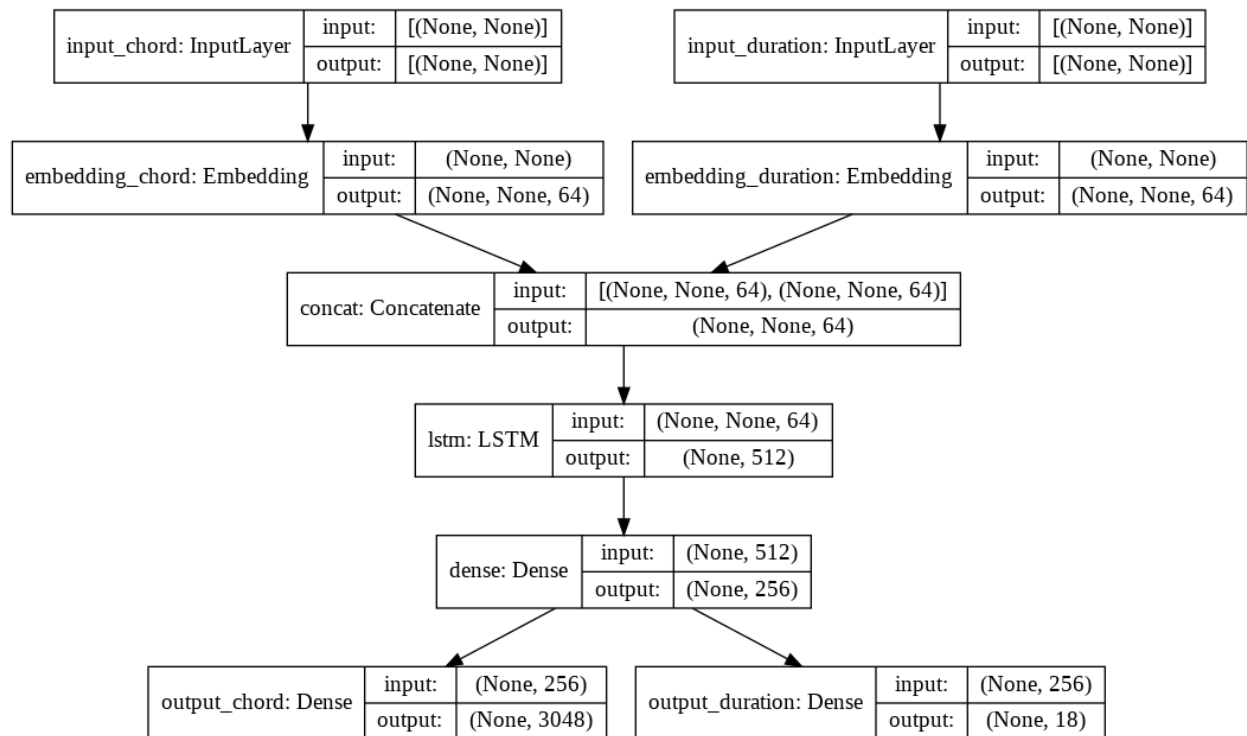 input_chord: InputLayer
input: [(None, None)]
output: [(None, None)]
input_duration: InputLayer
input: [(None, None)]
output: [(None, None)]
embedding_chord: Embedding
input: (None, None)
output: (None, None, 64)
embedding_duration: Embedding
input: (None, None)
output: (None, None, 64)
concat: Concatenate
input: [(None, None, 64), (None, None, 64)]
output: (None, None, 64)
lstm: LSTM
input: (None, None, 64)
output: (None, 512)
dense: Dense
input: (None, 512)
output: (None, 256)
output_chord: Dense
input: (None, 256)
output: (None, 3048)
output_duration: Dense
input: (None, 256)
output: (None, 18)